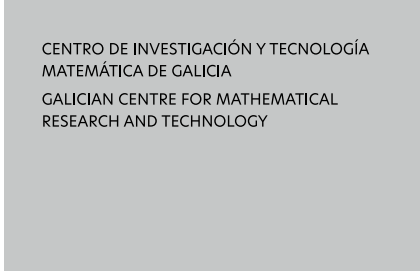 CENTRO DE INVESTIGACIÓN Y TECNOLOGÍA
MATEMÁTICA DE GALICIA
GALICIAN CENTRE FOR MATHEMATICAL
RESEARCH AND TECHNOLOGY